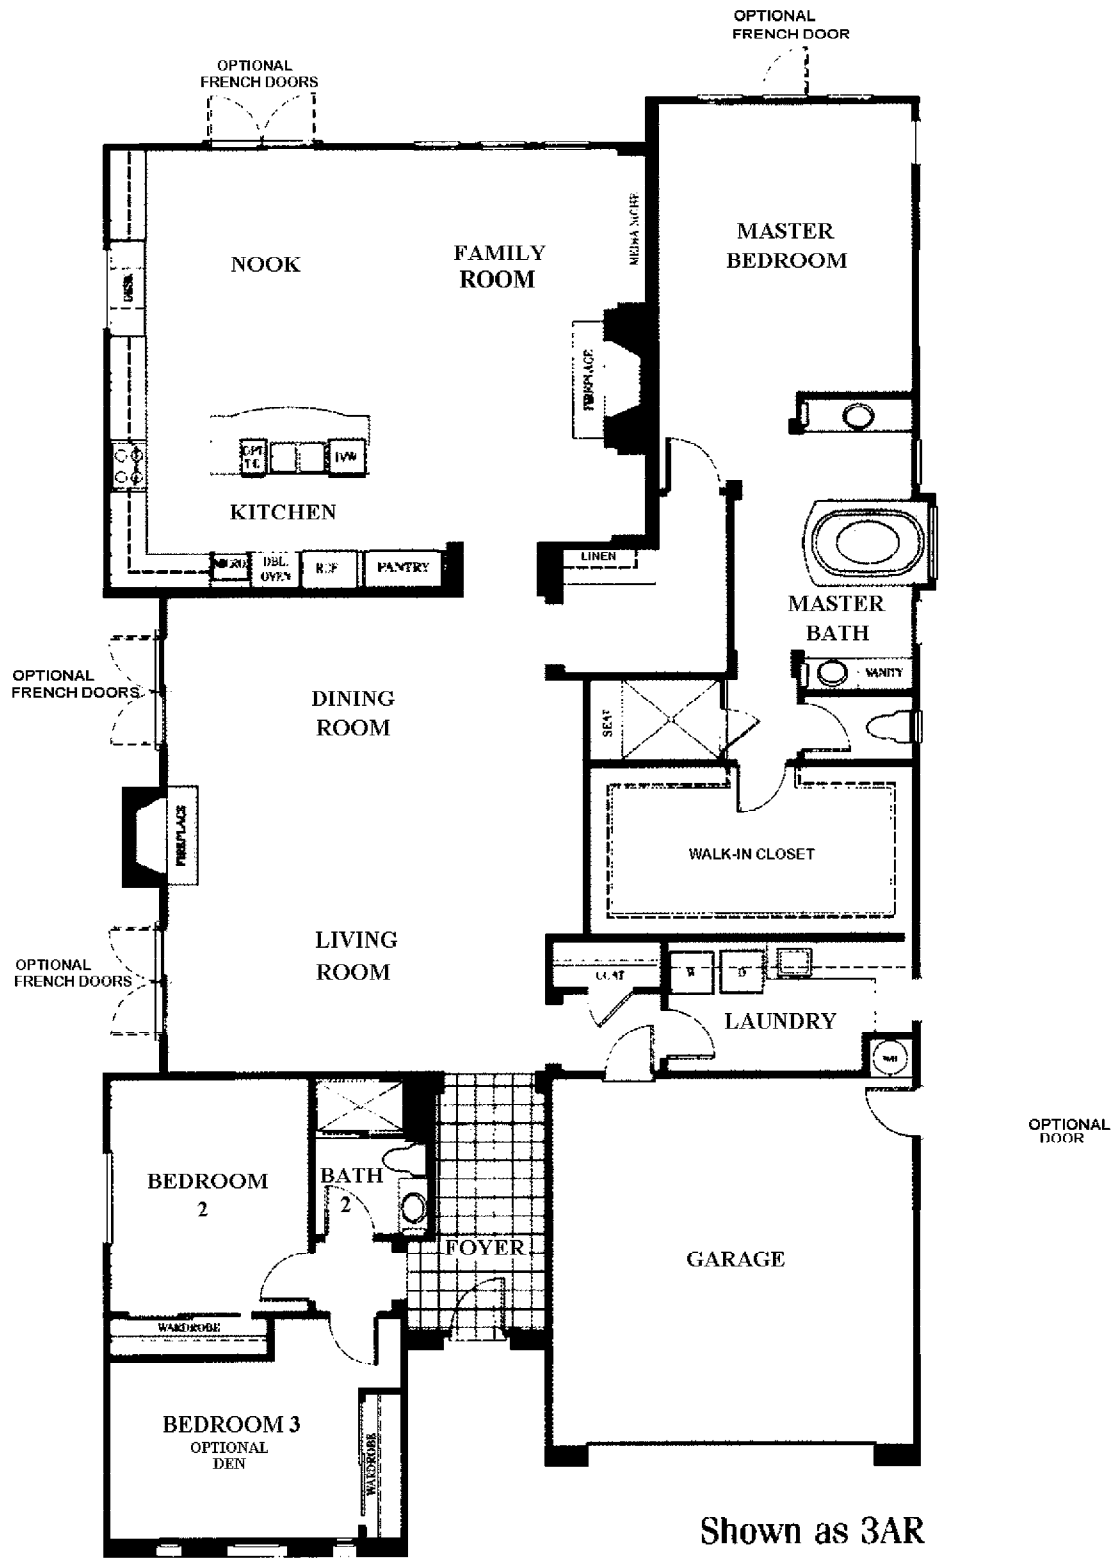 OPTIONAL
FRENCH DOOR
OPTIONAL
FRENCH DOORS
MEDIA NICHE
MASTER
BEDROOM
NOOK
FAMILY
ROOM
DESK
FIREPLACE
OPT
D/W
KITCHEN
MICRO
DBL.
OVEN
REF
PANTRY
LINEN
MASTER
BATH
VANITY
OPTIONAL
FRENCH DOORS
DINING
ROOM
SEAT
FIREPLACE
WALK-IN CLOSET
LIVING
ROOM
OPTIONAL
FRENCH DOORS
COAT
W
D
LAUNDRY
WH
OPTIONAL
DOOR
BEDROOM
2
BATH
2
FOYER
GARAGE
WARDROBE
BEDROOM 3
OPTIONAL
DEN
WARDROBE
Shown as 3AR